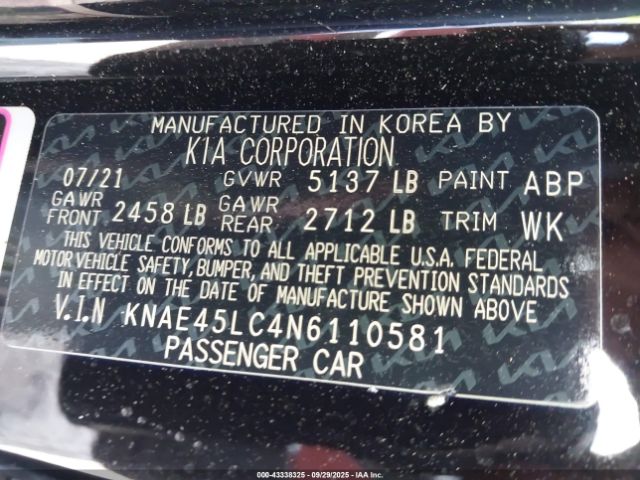 MANUFACTURED IN KOREA BY
KIA CORPORATION
07/21 GVWR 5137 LB PAINT ABP
GAWR FRONT 2458 LB GAWR REAR 2712 LB TRIM WK
THIS VEHICLE CONFORMS TO ALL APPLICABLE U.S.A. FEDERAL
MOTOR VEHICLE SAFETY, BUMPER, AND THEFT PREVENTION STANDARDS
IN EFFECT ON THE DATE OF MANUFACTURE SHOWN ABOVE
V.I.N KNAE45LC4N6110581
PASSENGER CAR
000-43338325 - 09/29/2025 - IAA Inc.